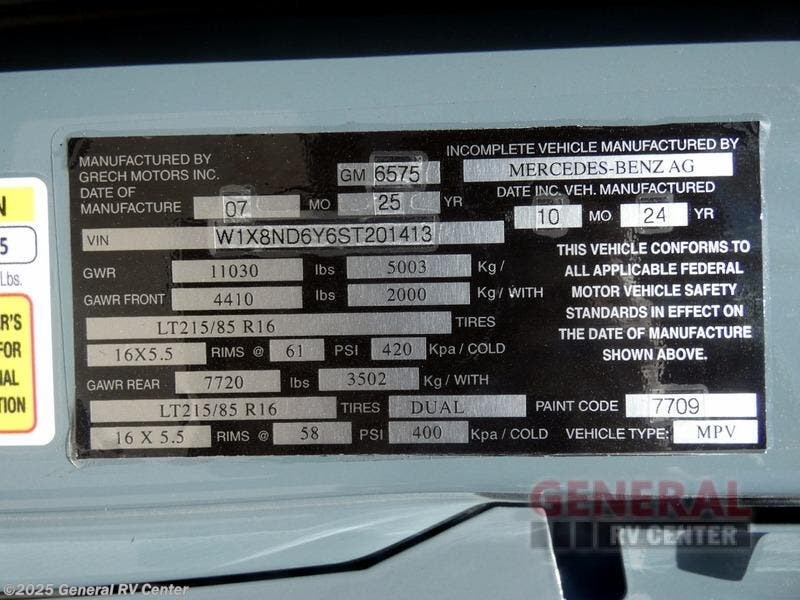 MANUFACTURED BY
GRECH MOTORS INC.
GM 6575
DATE OF
MANUFACTURE 07 MO 25 YR
INCOMPLETE VEHICLE MANUFACTURED BY
MERCEDES-BENZ AG
DATE INC. VEH. MANUFACTURED
10 MO 24 YR
VIN W1X8ND6Y6ST201413
GWR 11030 lbs 5003 Kg/
GAWR FRONT 4410 lbs 2000 Kg/WITH
LT215/85 R16 TIRES
16X5.5 RIMS @ 61 PSI 420 Kpa/COLD
GAWR REAR 7720 lbs 3502 Kg/WITH
LT215/85 R16 TIRES DUAL
16 X 5.5 RIMS @ 58 PSI 400 Kpa/COLD
THIS VEHICLE CONFORMS TO
ALL APPLICABLE FEDERAL
MOTOR VEHICLE SAFETY
STANDARDS IN EFFECT ON
THE DATE OF MANUFACTURE
SHOWN ABOVE.
PAINT CODE 7709
VEHICLE TYPE: MPV
N
5
Lbs.
ER'S
FOR
NAL
TION
GENERAL
RV CENTER
©2025 General RV Center